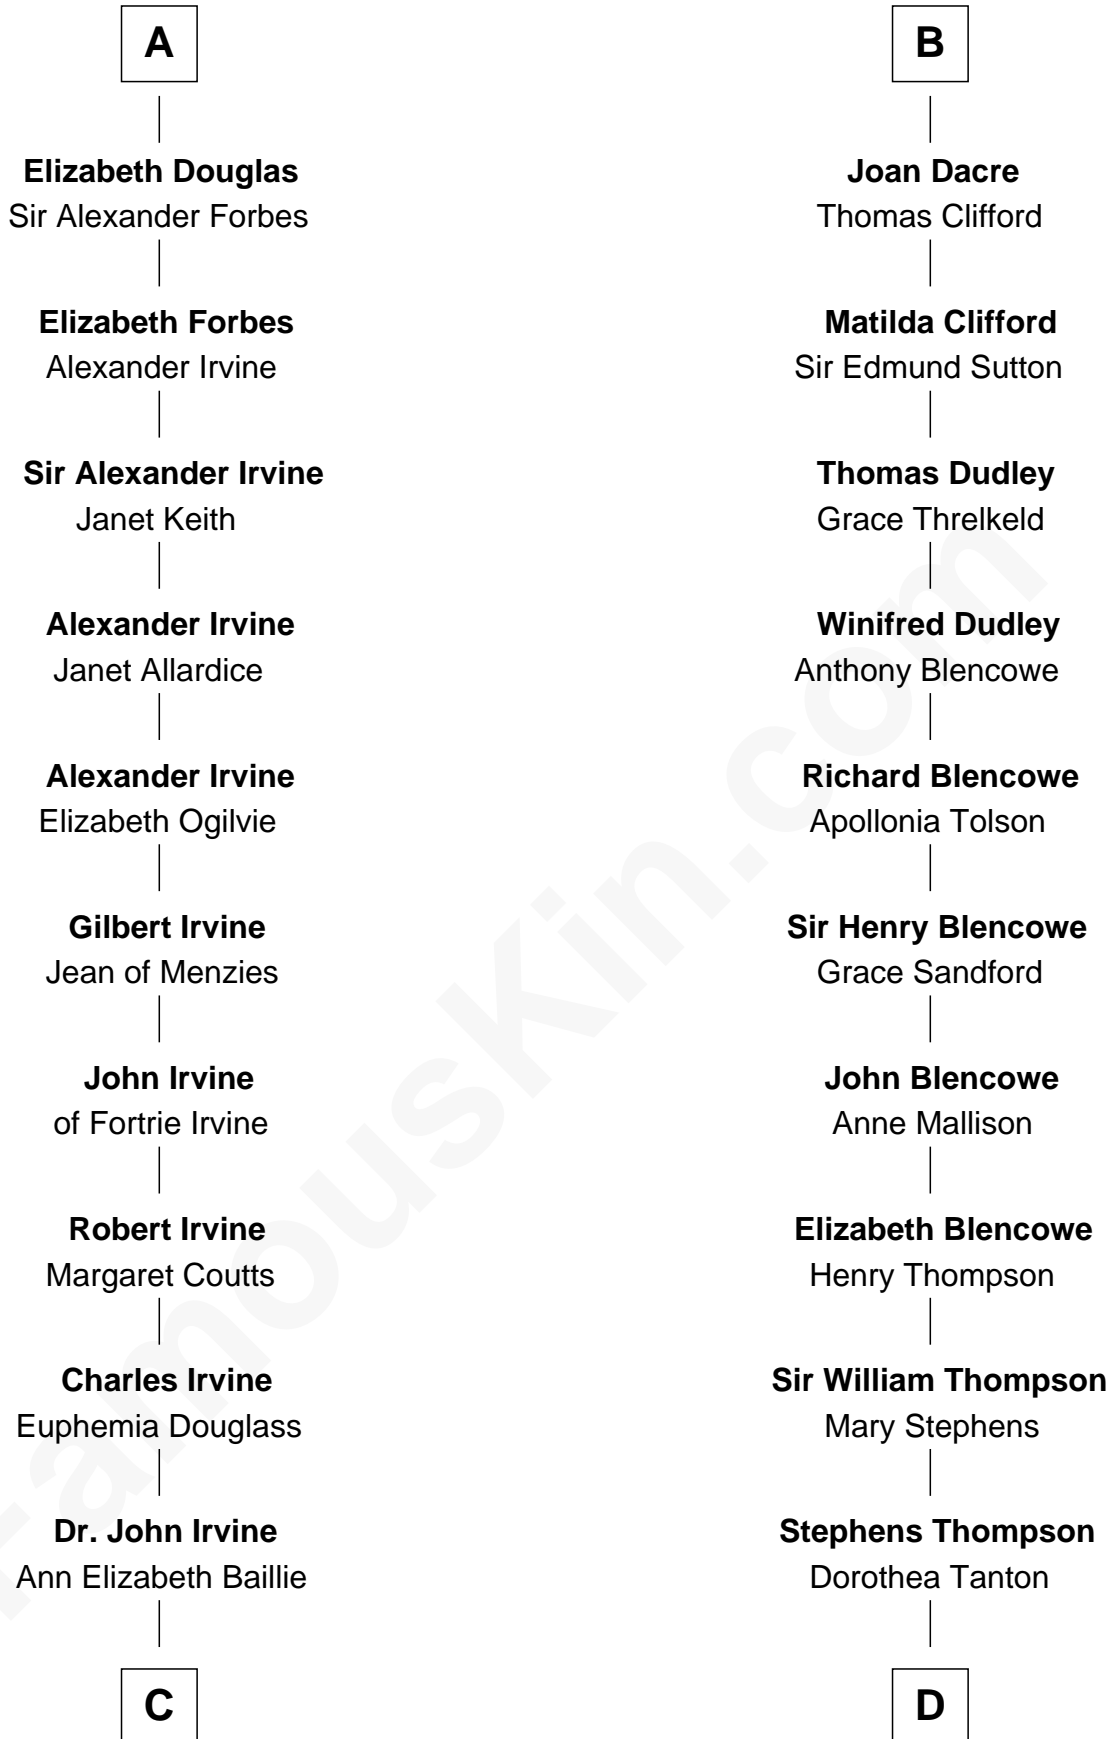 A
Elizabeth Douglas
Sir Alexander Forbes
Elizabeth Forbes
Alexander Irvine
Sir Alexander Irvine
Janet Keith
Alexander Irvine
Janet Allardice
Alexander Irvine
Elizabeth Ogilvie
Gilbert Irvine
Jean of Menzies
John Irvine
of Fortrie Irvine
Robert Irvine
Margaret Coutts
Charles Irvine
Euphemia Douglass
Dr. John Irvine
Ann Elizabeth Baillie
C
B
Joan Dacre
Thomas Clifford
Matilda Clifford
Sir Edmund Sutton
Thomas Dudley
Grace Threlkeld
Winifred Dudley
Anthony Blencowe
Richard Blencowe
Apollonia Tolson
Sir Henry Blencowe
Grace Sandford
John Blencowe
Anne Mallison
Elizabeth Blencowe
Henry Thompson
Sir William Thompson
Mary Stephens
Stephens Thompson
Dorothea Tanton
D
FamousKin.com